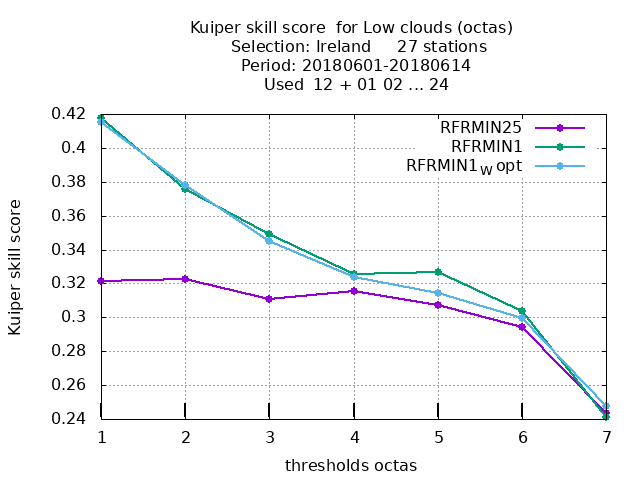 Kuiper skill score for Low clouds (octas)
Selection: Ireland 27 stations
Period: 20180601-20180614
Used 12 + 01 02 ... 24
RFRMIN25
RFRMIN1
RFRMIN1W opt
Kuiper skill score
0.42
0.4
0.38
0.36
0.34
0.32
0.3
0.28
0.26
0.24
1 2 3 4 5 6 7
thresholds octas